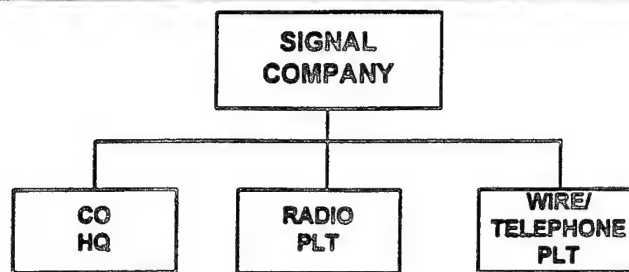 SIGNAL
COMPANY
CO
HQ
RADIO
PLT
WIRE/
TELEPHONE
PLT